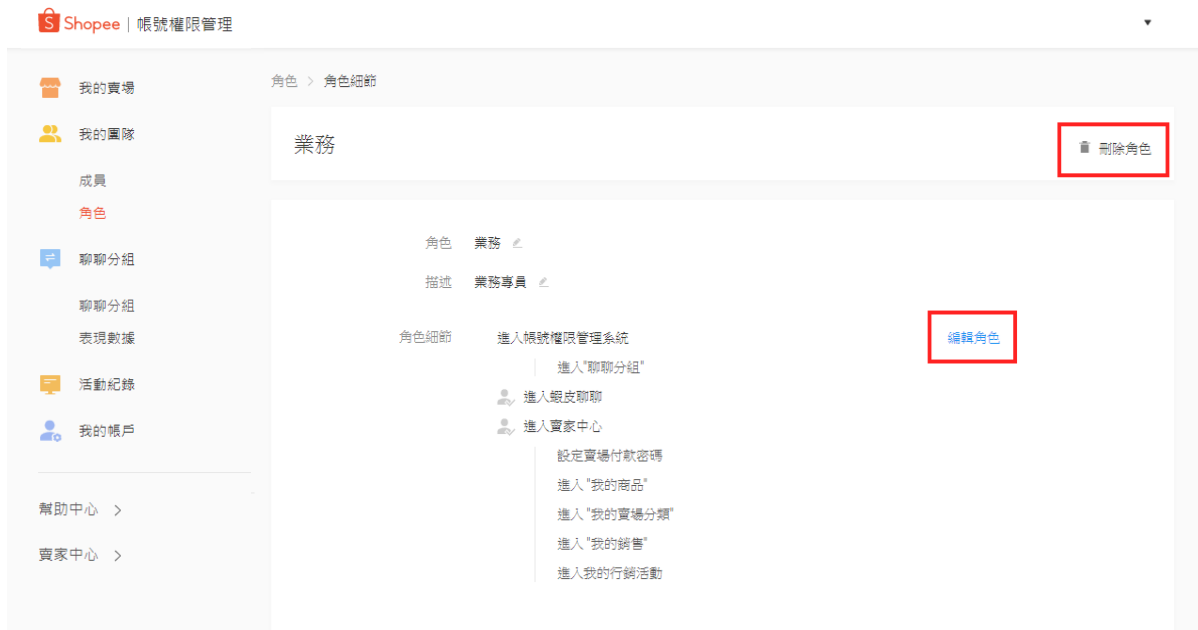 Shopee | 帳號權限管理
我的賣場
我的團隊
成員
角色
聊聊分組
聊聊分組
表現數據
活動紀錄
我的帳戶
幫助中心 >
賣家中心 >
角色 > 角色細節
業務
刪除角色
角色 業務
描述 業務專員
角色細節 進入帳號權限管理系統 編輯角色
進入"聊聊分組"
進入蝦皮聊聊
進入賣家中心
設定賣場付款密碼
進入 "我的商品"
進入 "我的賣場分類"
進入 "我的銷售"
進入我的行銷活動